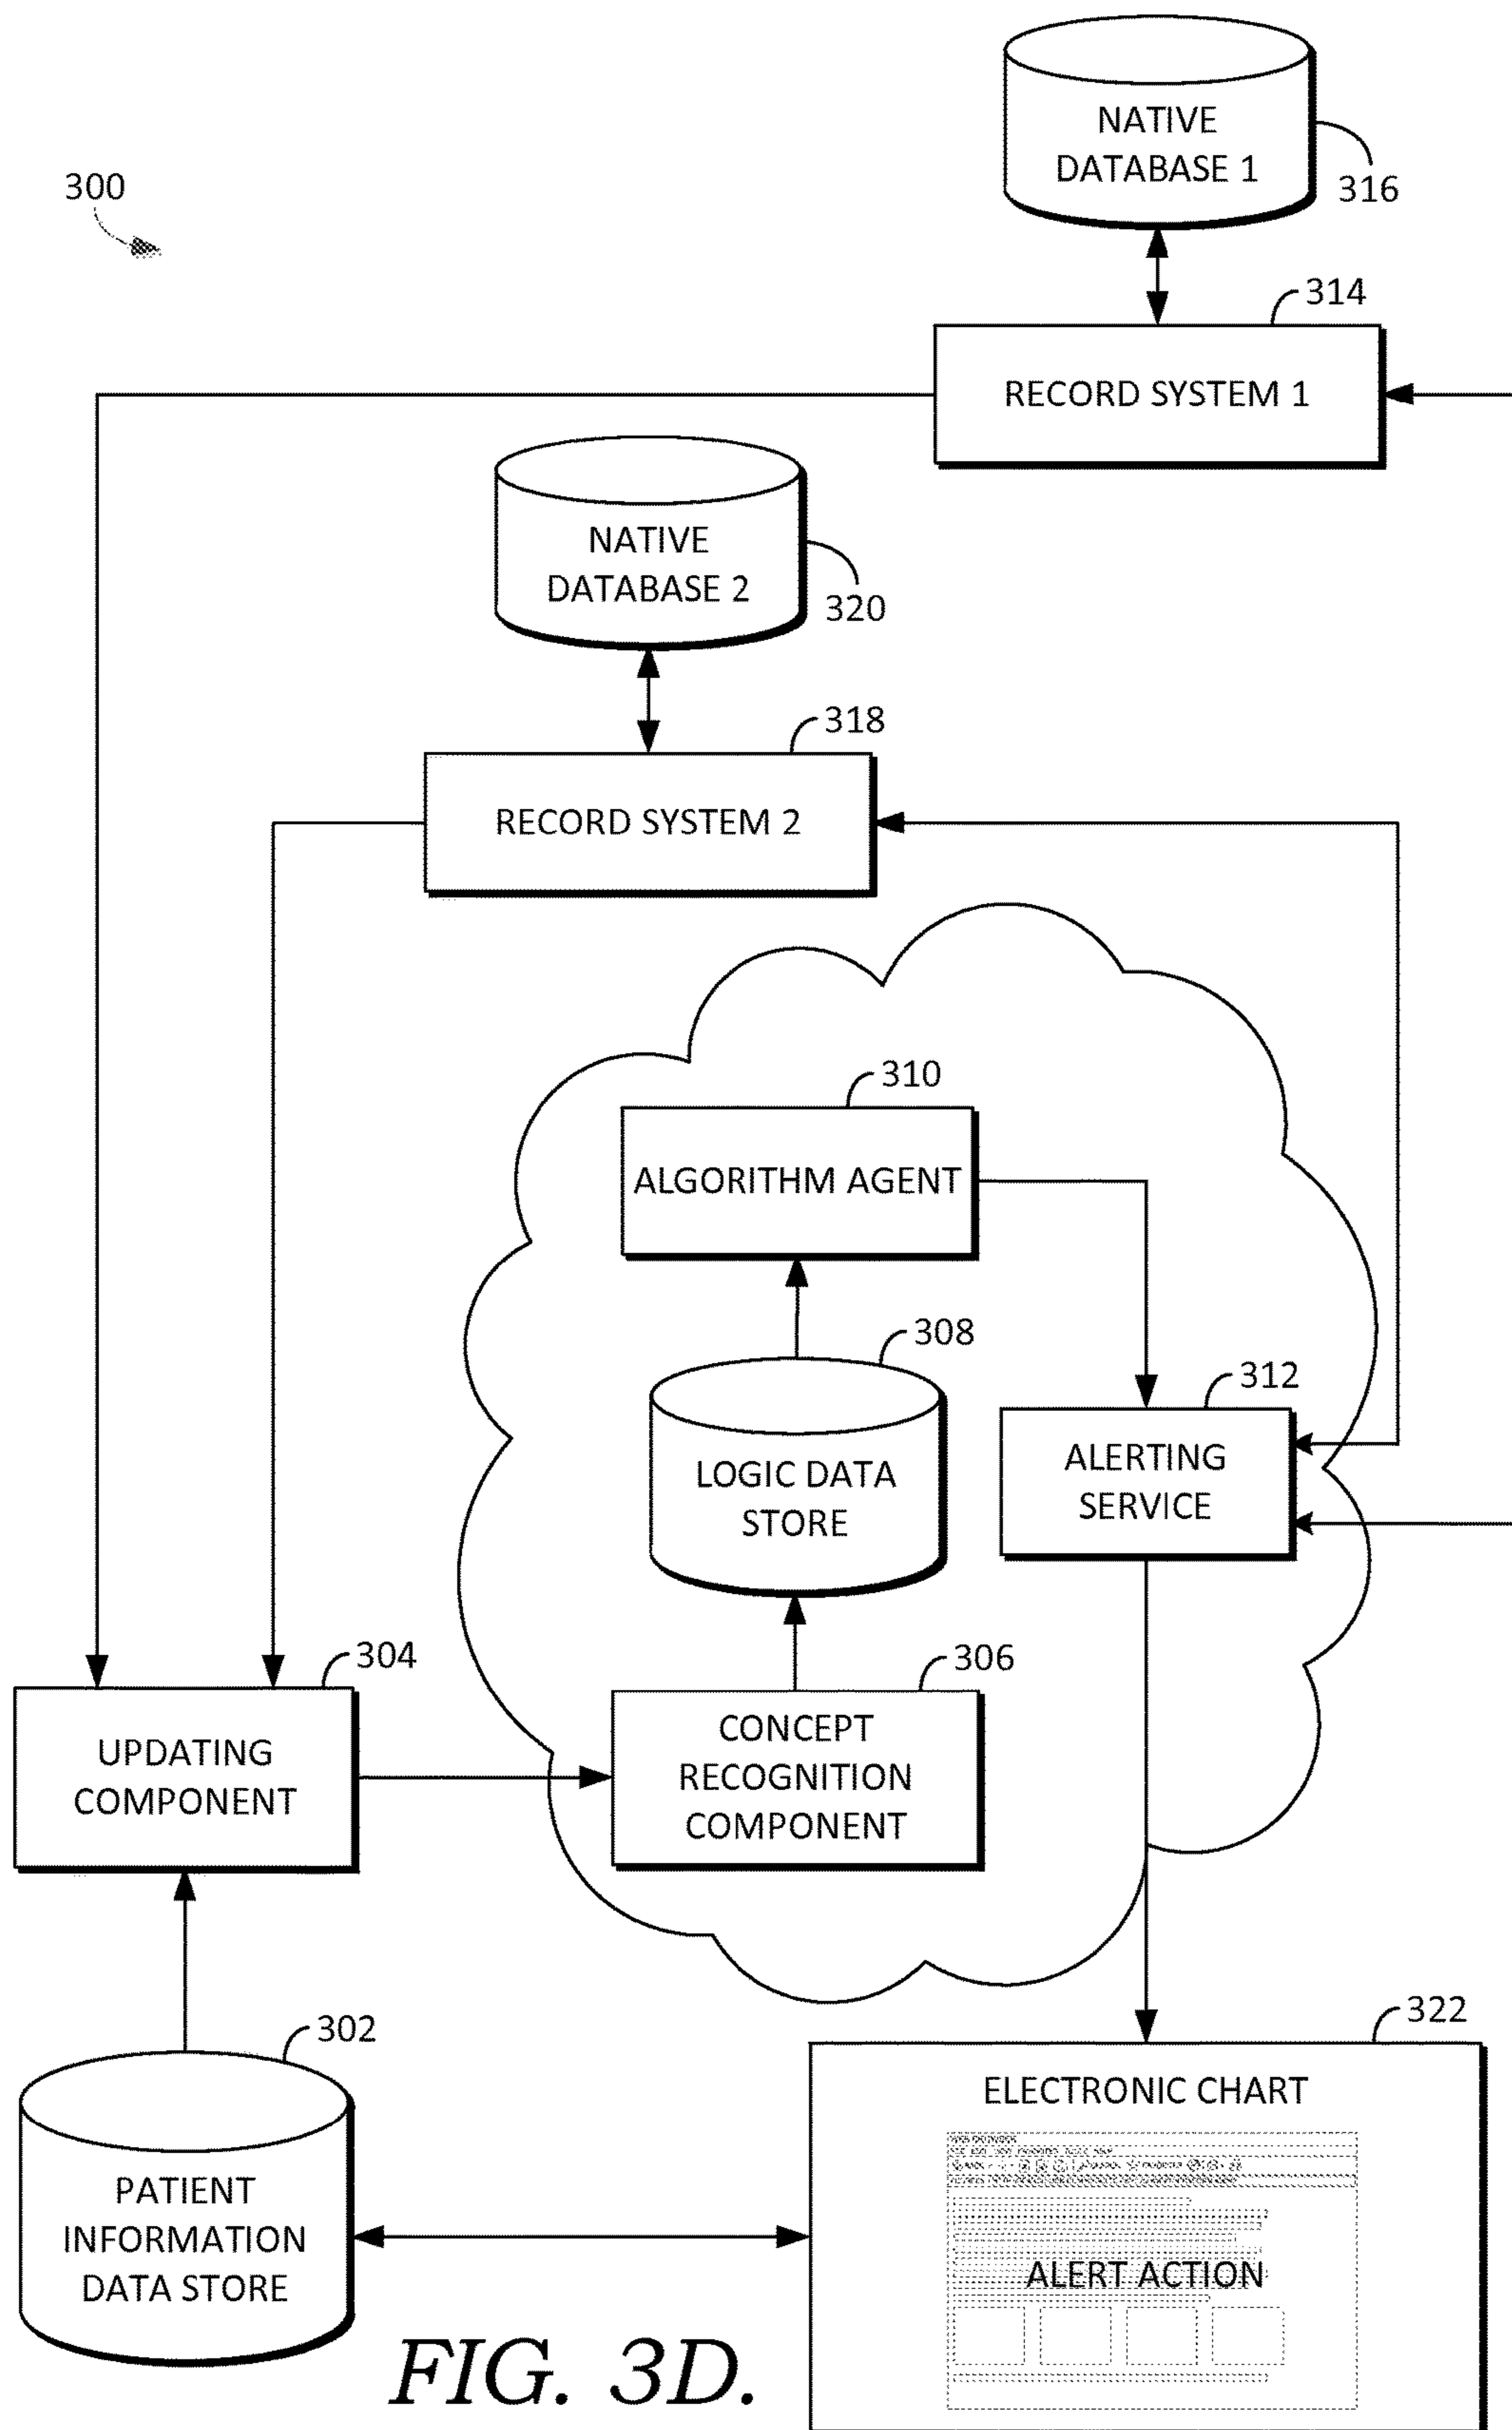 NATIVE
DATABASE 1
316
300
314
RECORD SYSTEM 1
NATIVE
DATABASE 2
320
318
RECORD SYSTEM 2
310
ALGORITHM AGENT
308
LOGIC DATA
STORE
312
ALERTING
SERVICE
304
UPDATING
COMPONENT
306
CONCEPT
RECOGNITION
COMPONENT
302
PATIENT
INFORMATION
DATA STORE
322
ELECTRONIC CHART
ALERT ACTION
FIG. 3D.